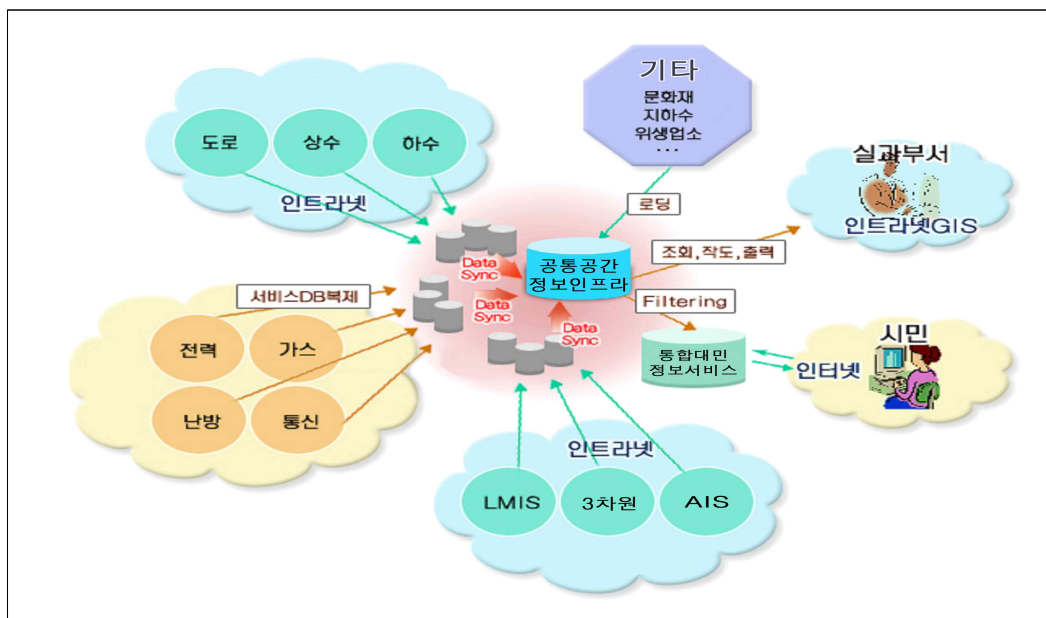 기타
문화재
지하수
위생업소
...
도로
상수
하수
인트라넷
로딩
실과부서
인트라넷GIS
조회,작도,출력
공통공간
정보인프라
Data
Sync
Data
Sync
Data
Sync
서비스DB복제
Filtering
전력
가스
난방
통신
통합대민
정보서비스
시민
인터넷
인트라넷
LMIS
3차원
AIS